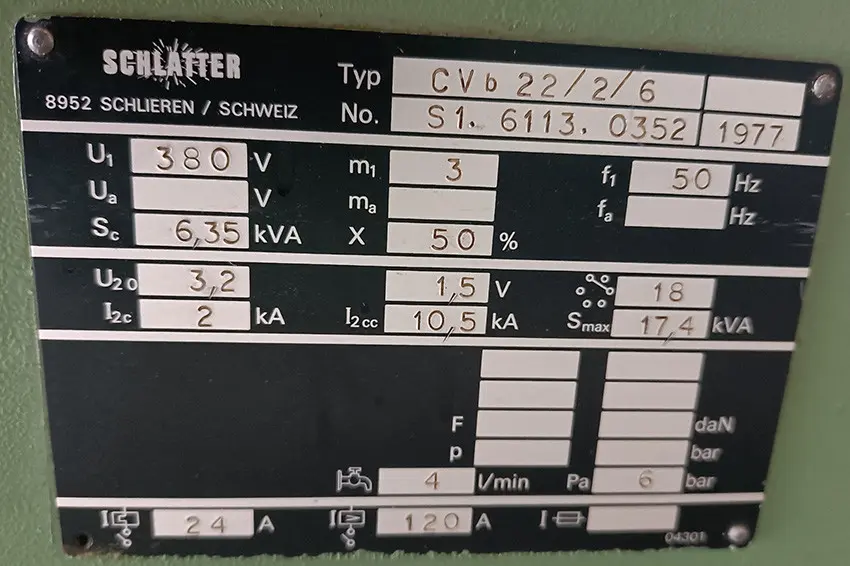 SCHLATTER
8952 SCHLIEREN / SCHWEIZ
Typ CVb 22/2/6
No. S1. 6113. 0352 1977
U1 380 V m1 3 f1 50 Hz
Ua V ma fa Hz
Sc 6,35 kVA X 50 %
U20 3,2 1,5 V 18
I2c 2 kA I2cc 10,5 kA Smax 17,4 kVA
F daN
p bar
4 l/min Pa 6 bar
I 24 A I 120 A I
04301